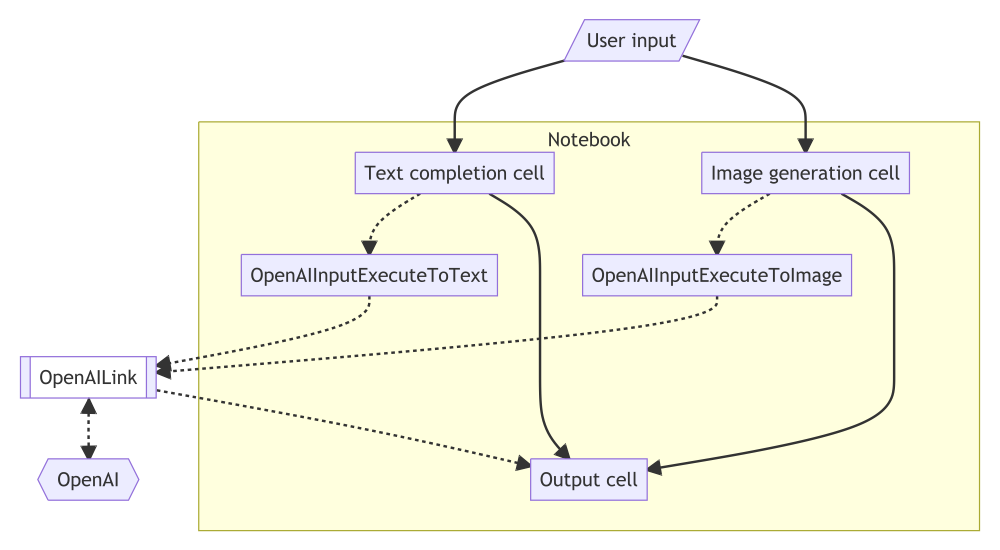 User input
Notebook
Text completion cell
Image generation cell
OpenAIInputExecuteToText
OpenAIInputExecuteToImage
OpenAILink
OpenAI
Output cell